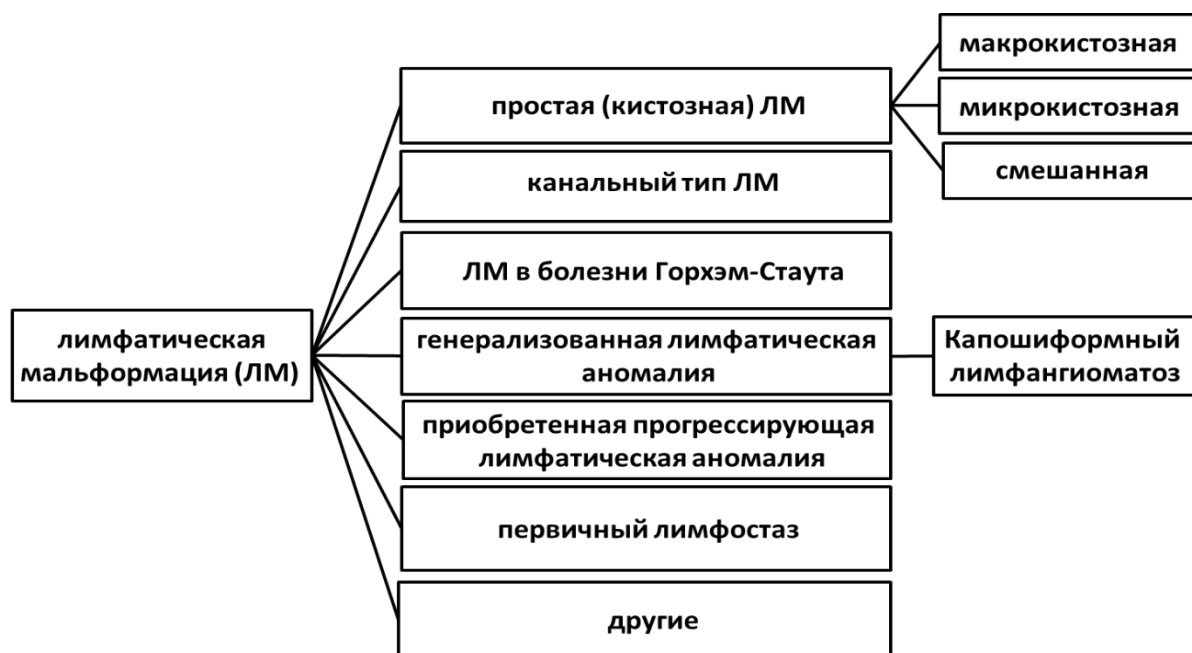 лимфатическая
мальформация (ЛМ)
простая (кистозная) ЛМ
макрокистозная
микрокистозная
смешанная
канальный тип ЛМ
ЛМ в болезни Горхэм-Стаута
генерализованная лимфатическая
аномалия
Капошиформный
лимфангиоматоз
приобретенная прогрессирующая
лимфатическая аномалия
первичный лимфостаз
другие